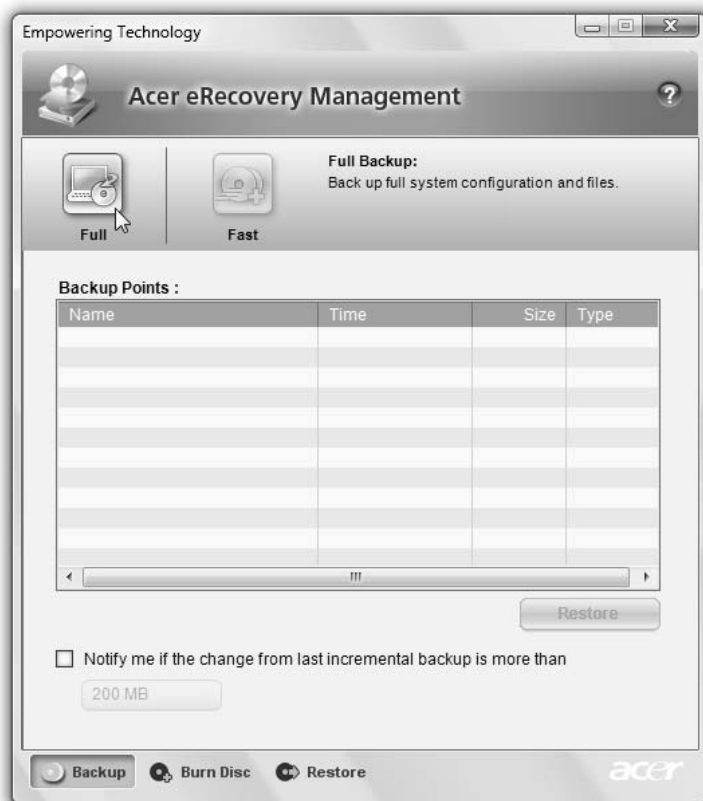 Empowering Technology
Acer eRecovery Management
?
Full Backup:
Back up full system configuration and files.
Full
Fast
Backup Points :
Name Time Size Type
Restore
Notify me if the change from last incremental backup is more than
200 MB
Backup Burn Disc Restore acer